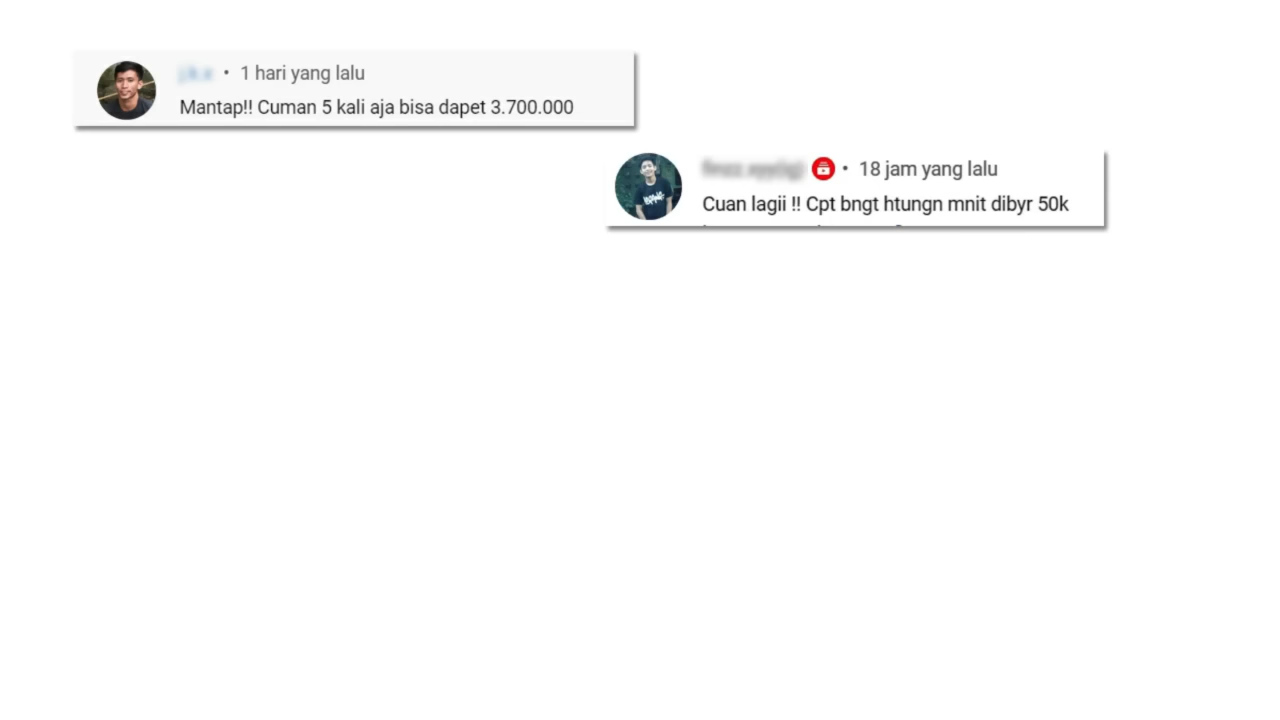 • 1 hari yang lalu
Mantap!! Cuman 5 kali aja bisa dapet 3.700.000
• 18 jam yang lalu
Cuan lagii !! Cpt bngt htungn mnit dibyr 50k